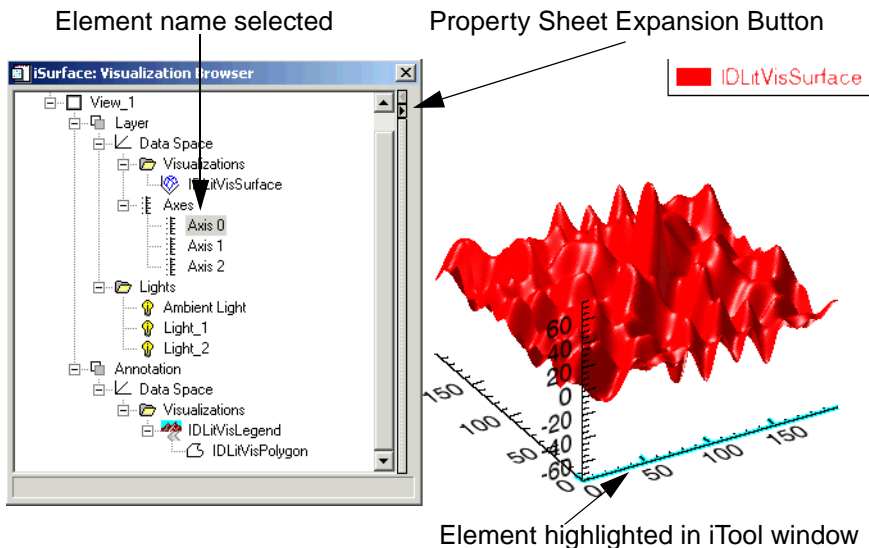 Element name selected
Property Sheet Expansion Button
iSurface: Visualization Browser
View_1
Layer
Data Space
Visualizations
IDLitVisSurface
Axes
Axis 0
Axis 1
Axis 2
Lights
Ambient Light
Light_1
Light_2
Annotation
Data Space
Visualizations
IDLitVisLegend
IDLitVisPolygon
IDLitVisSurface
60
40
20
0
-20
-40
-60
150
100
50
0
0
50
100
150
Element highlighted in iTool window